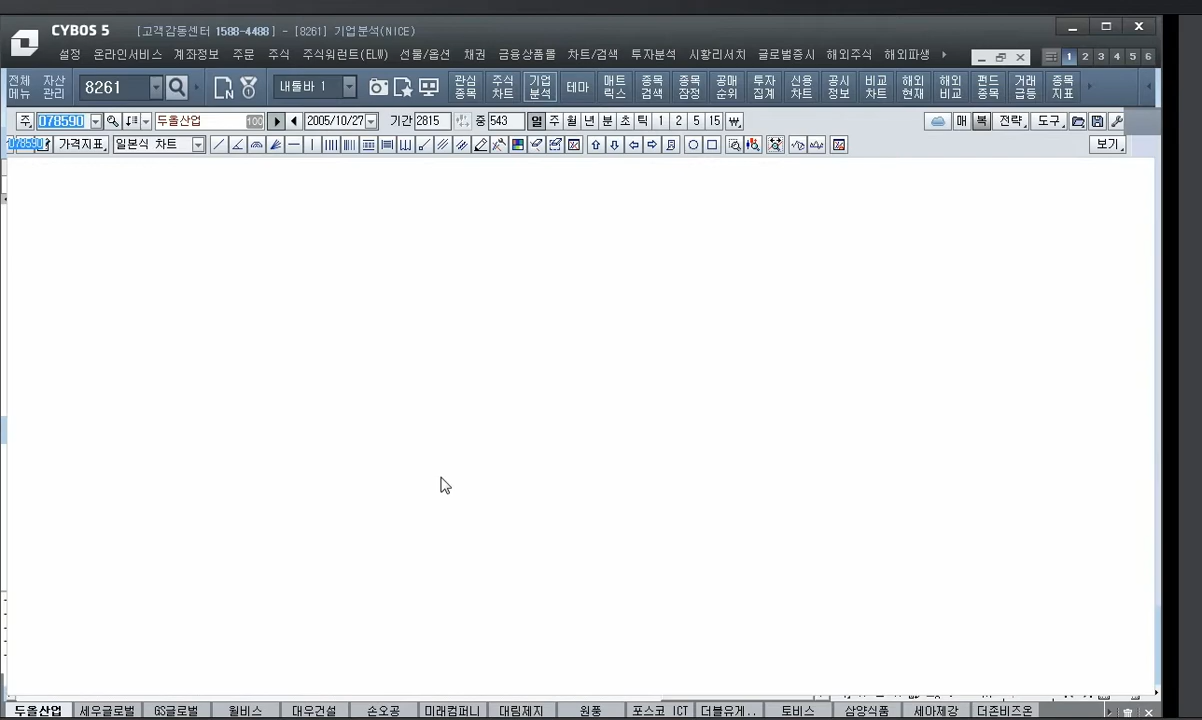 CYBOS 5 [고객감동센터 1588-4488] - [8261] 기업분석(NICE)
설정 온라인서비스 계좌정보 주문 주식 주식워런트(ELW) 선물/옵션 채권 금융상품몰 차트/검색 투자분석 시황리서치 글로벌증시 해외주식 해외파생 1 2 3 4 5 6
전체메뉴 자산관리 8261 내툴바 1 관심종목 주식차트 기업분석 테마 매트릭스 종목검색 종목잠정 공매순위 투자집계 신용차트 공시정보 비교차트 해외현재 해외비교 펀드종목 거래급등 종목지표
주 078590 두올산업 100 2005/10/27 기간 2815 중 543 일 주 월 년 분 초 틱 1 2 5 15 매 복 전략 도구
078590 가격지표 일본식 차트 보기
두올산업 세우글로벌 GS글로벌 윌비스 대우건설 손오공 미래컴퍼니 대림제지 원풍 포스코 ICT 더블유게.. 토비스 삼양식품 세아제강 더존비즈온